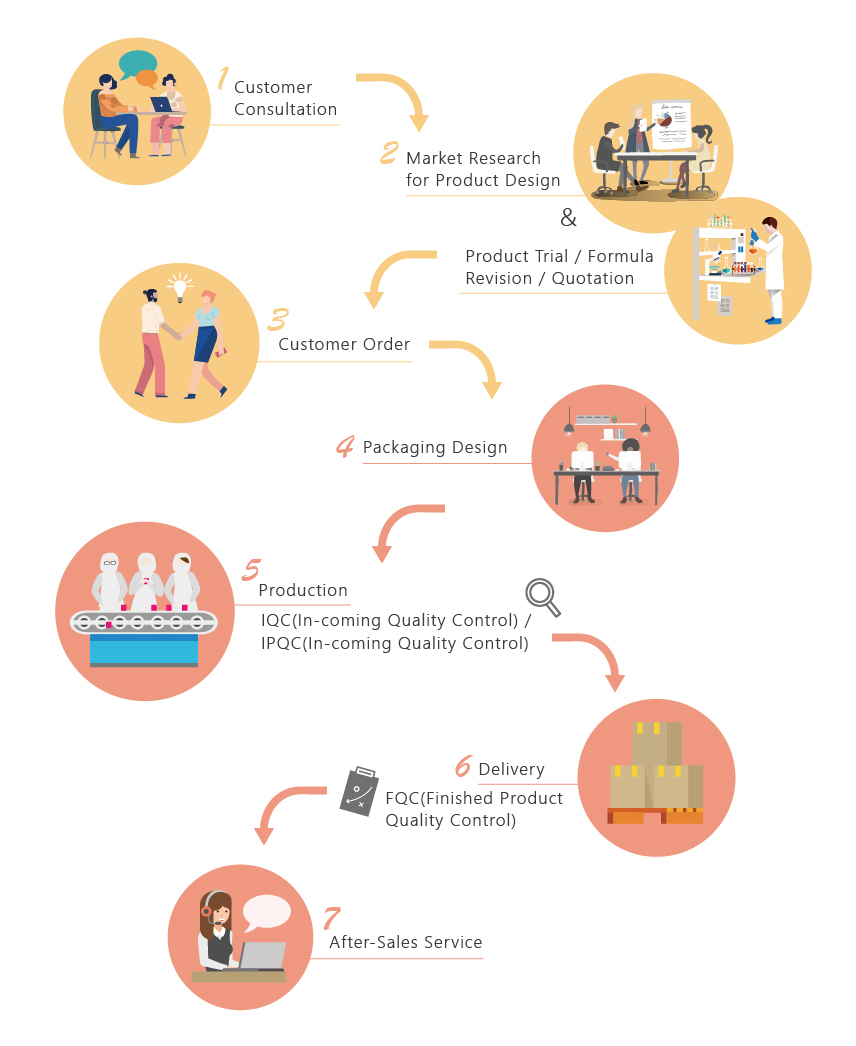 1 Customer
Consultation
2 Market Research
for Product Design
&
Product Trial / Formula
Revision / Quotation
3
Customer Order
4 Packaging Design
5
Production
IQC(In-coming Quality Control) /
IPQC(In-coming Quality Control)
6 Delivery
FQC(Finished Product
Quality Control)
7
After-Sales Service